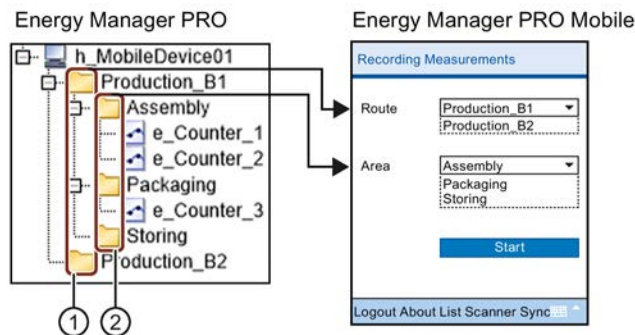 Energy Manager PRO
h_MobileDevice01
Production_B1
Assembly
e_Counter_1
e_Counter_2
Packaging
e_Counter_3
Storing
Production_B2
1 2
Energy Manager PRO Mobile
Recording Measurements
Route Production_B1
Production_B2
Area Assembly
Packaging
Storing
Start
Logout About List Scanner Sync